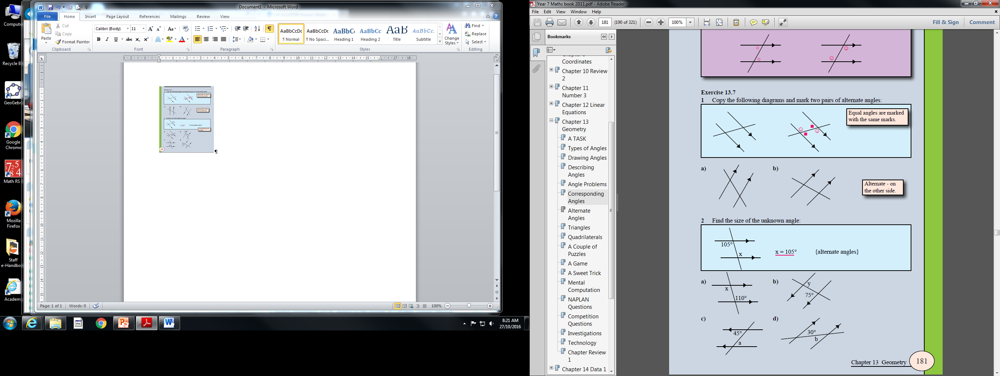 Compute
Recycle B
GeoGebr
Google
Chrome
Math RS
Mozilla
Firefox
Staff
e-Handbo
Academ
Document1 - Microsoft Word
File Home Insert Page Layout References Mailings Review View
Paste
Cut
Copy
Format Painter
Clipboard
Calibri (Body) 11
Font
Paragraph
AaBbCcDc AaBbCcDc AaBbC AaBbCc AaB AaBbCc.
¶ Normal ¶ No Spaci... Heading 1 Heading 2 Title Subtitle
Change
Styles
Styles
Find
Replace
Select
Editing
Page: 1 of 1 Words: 0 100%
8:21 AM
27/10/2016
Year 7 Maths book 2011.pdf - Adobe Reader
File Edit View Window Help
181 (190 of 321) 100% Fill & Sign Comment
Bookmarks
Coordinates
Chapter 10 Review
2
Chapter 11
Number 3
Chapter 12 Linear
Equations
Chapter 13
Geometry
A TASK
Types of Angles
Drawing Angles
Describing
Angles
Angle Problems
Corresponding
Angles
Alternate
Angles
Triangles
Quadrilaterals
A Couple of
Puzzles
A Game
A Sweet Trick
Mental
Computation
NAPLAN
Questions
Competition
Questions
Investigations
Technology
Chapter Review
1
Chapter 14 Data 1
Exercise 13.7
1 Copy the following diagrams and mark two pairs of alternate angles:
Equal angles are marked
with the same marks.
a) b)
Alternate - on
the other side.
2 Find the size of the unknown angle:
105°
x
x = 105° {alternate angles}
a) x 110°
b) y 75°
c) 45° a
d) 30° b
Chapter 13 Geometry 181